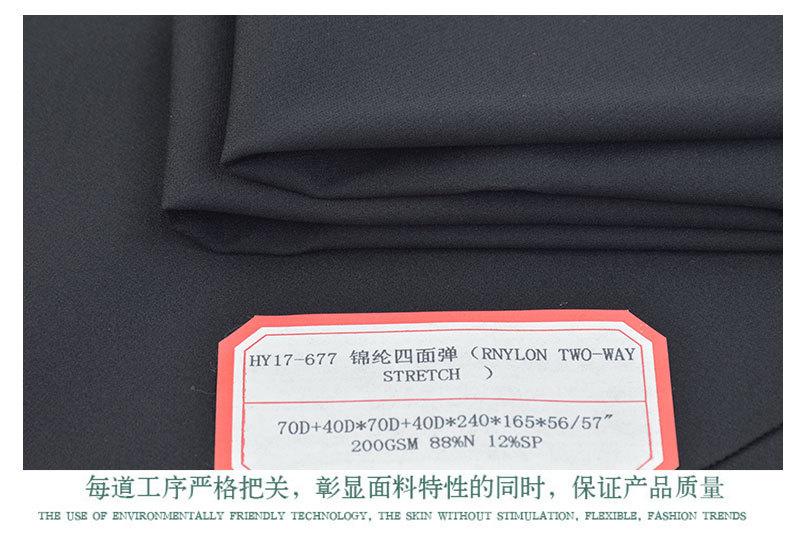 HY17-677 锦纶四面弹（RNYLON TWO-WAY
STRETCH ）
70D+40D*70D+40D*240*165*56/57"
200GSM 88%N 12%SP
每道工序严格把关，彰显面料特性的同时，保证产品质量
THE USE OF ENVIRONMENTALLY FRIENDLY TECHNOLOGY, THE SKIN WITHOUT STIMULATION, FLEXIBLE, FASHION TRENDS